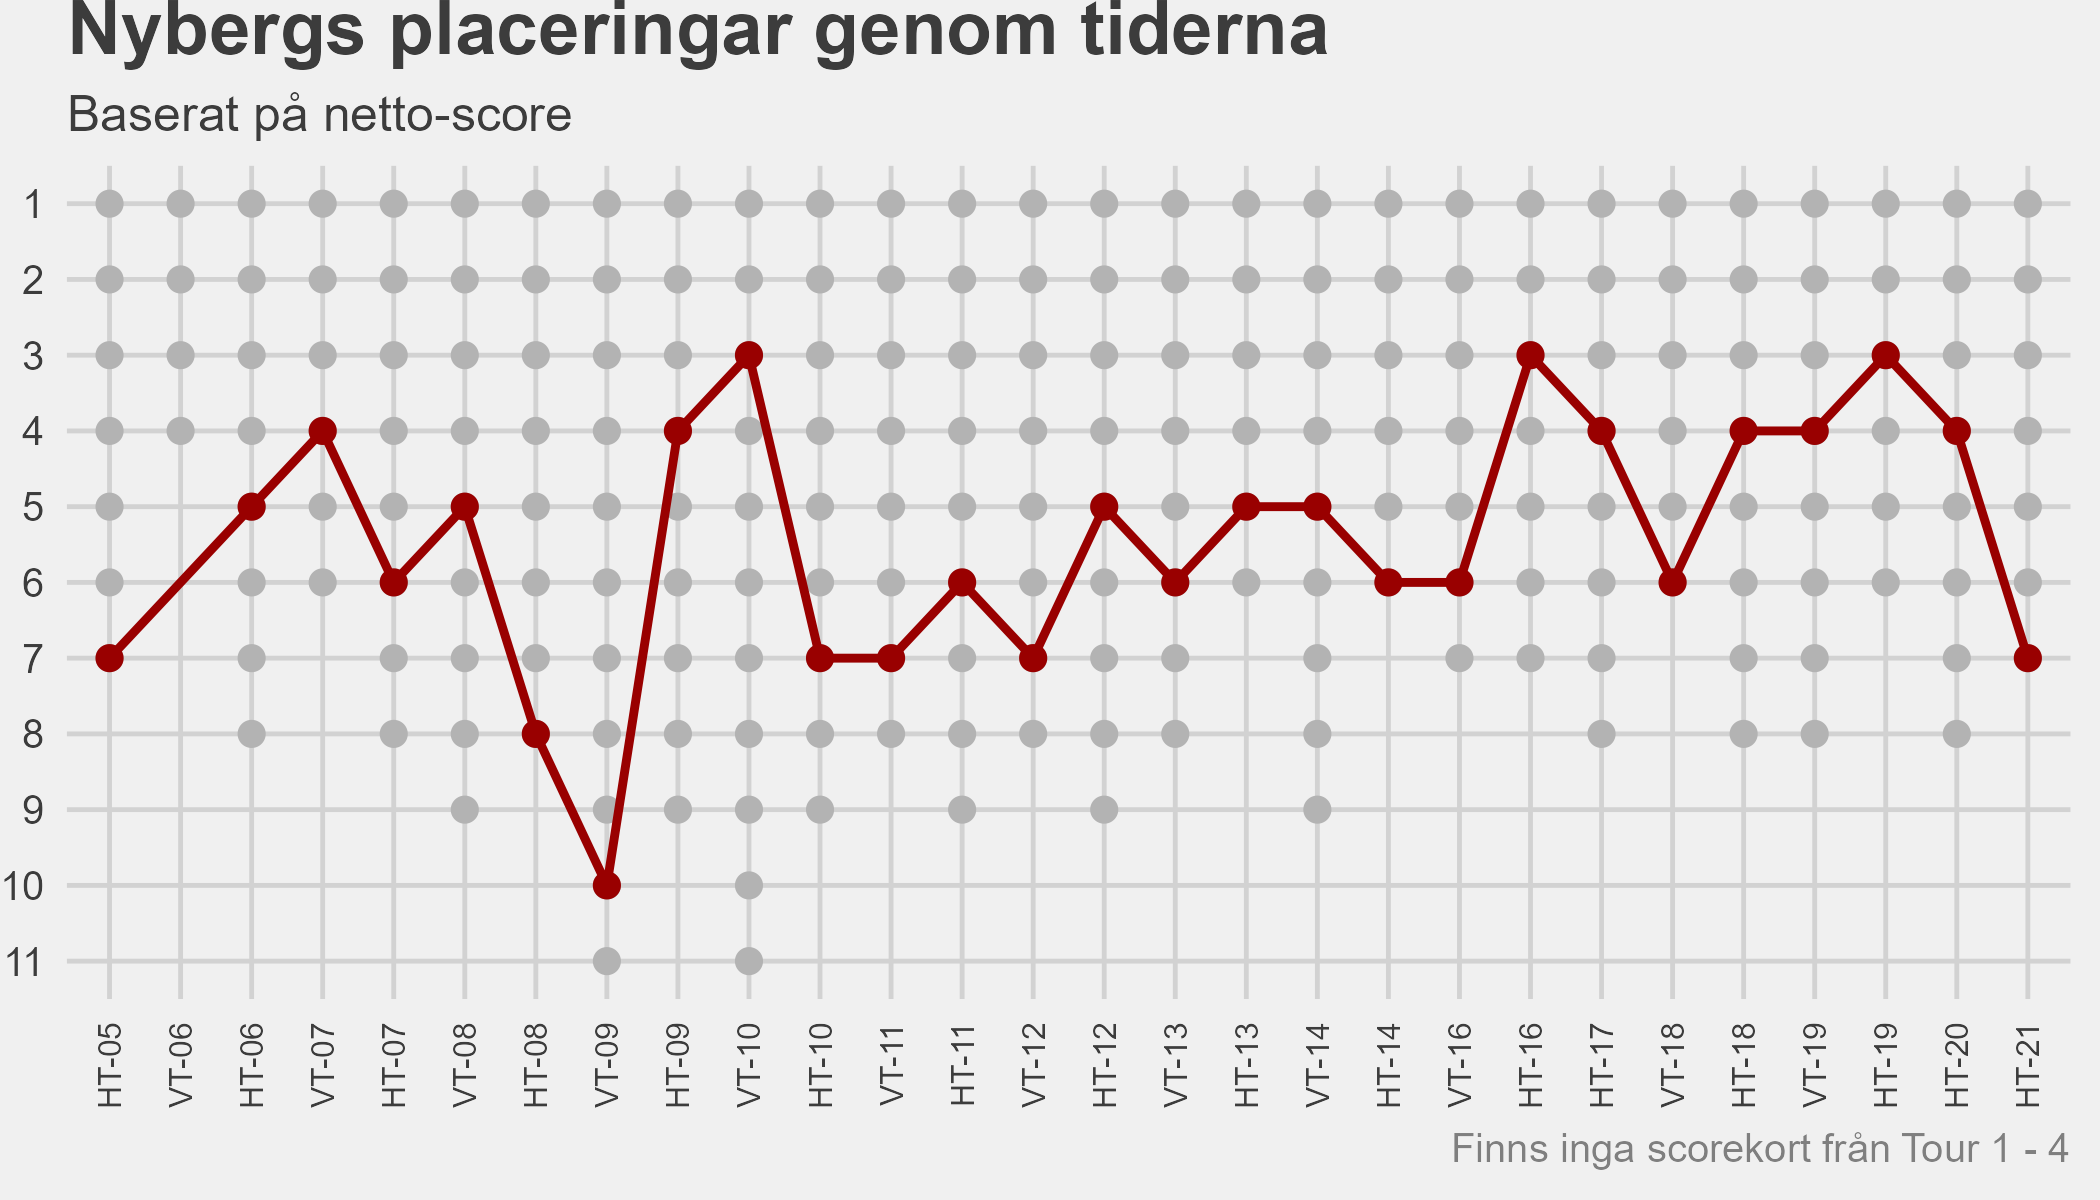 Nybergs placeringar genom tiderna
Baserat på netto-score
1
2
3
4
5
6
7
8
9
10
11
HT-05
VT-06
HT-06
VT-07
HT-07
VT-08
HT-08
VT-09
HT-09
VT-10
HT-10
VT-11
HT-11
VT-12
HT-12
VT-13
HT-13
VT-14
HT-14
VT-16
HT-16
HT-17
VT-18
HT-18
VT-19
HT-19
HT-20
HT-21
Finns inga scorekort från Tour 1 - 4